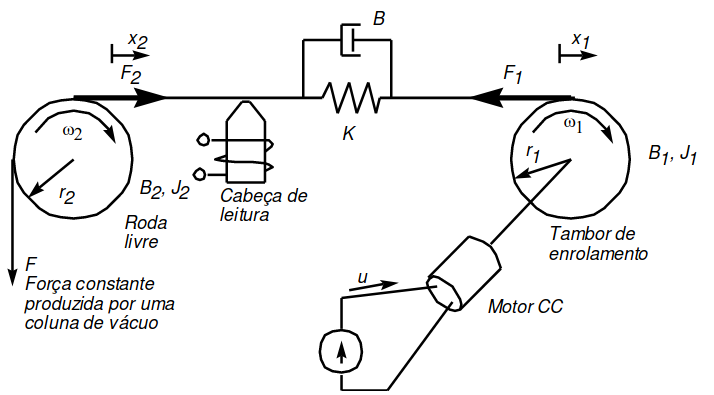 x2
F2
B
K
F1
x1
ω2
r2
B2, J2
Roda
livre
Cabeça de
leitura
ω1
r1
B1, J1
Tambor de
enrolamento
F
Força constante
produzida por uma
coluna de vácuo
u
Motor CC